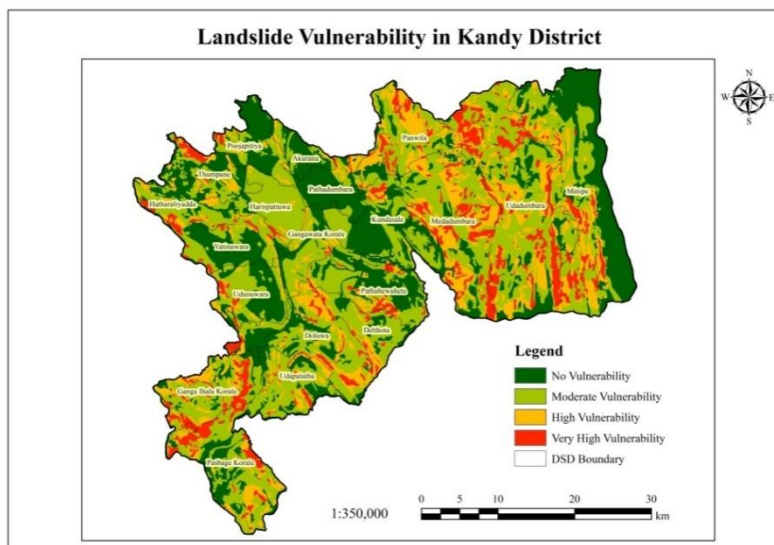 Landslide Vulnerability in Kandy District
N
W E
S
Poojapitiya
Akurana
Panwila
Thumpane
Pathadumbara
Hatharaliyadda
Harispattuwa
Udadumbara
Minipe
Kundasale
Medadumbara
Gangawata Korale
Yatinuwara
Pathahewaheta
Udunuwara
Delthota
Doluwa
Udapalatha
Ganga Ihala Korale
Pasbage Korale
Legend
No Vulnerability
Moderate Vulnerability
High Vulnerability
Very High Vulnerability
DSD Boundary
1:350,000
0 5 10 20 30
km